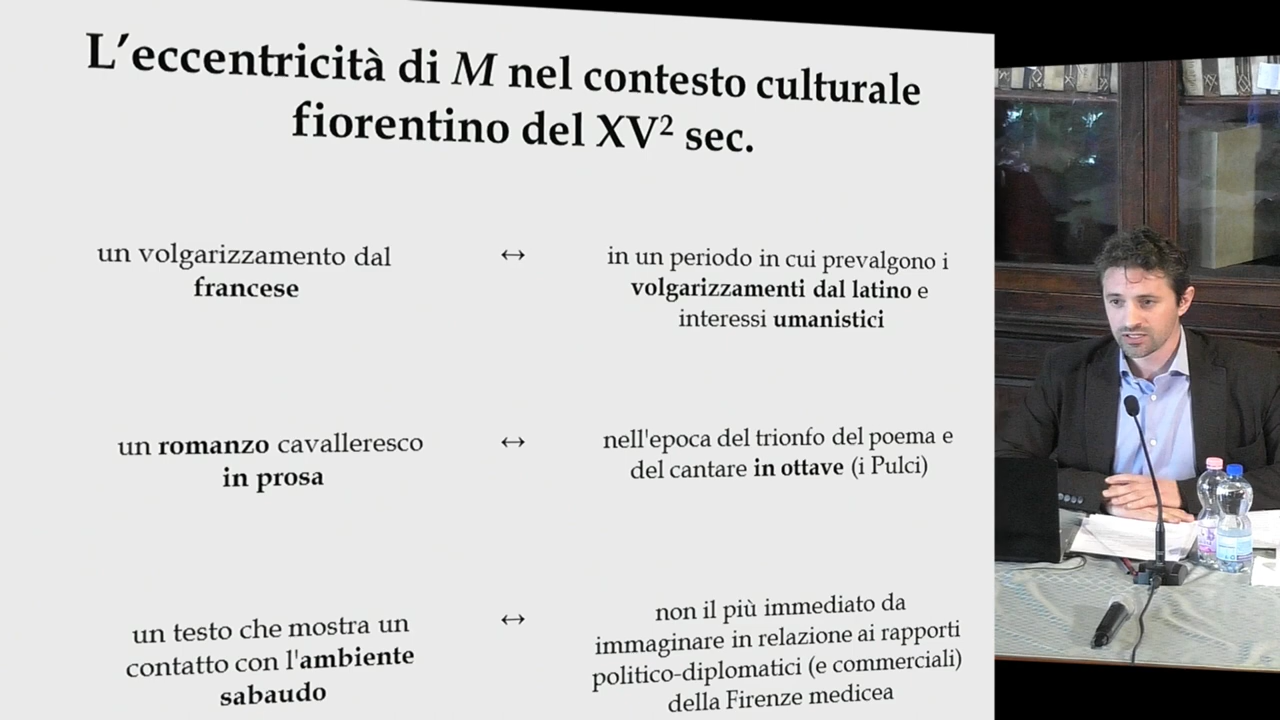 L'eccentricità di M nel contesto culturale
fiorentino del XV² sec.
un volgarizzamento dal
francese
↔
in un periodo in cui prevalgono i
volgarizzamenti dal latino e
interessi umanistici
un romanzo cavalleresco
in prosa
↔
nell'epoca del trionfo del poema e
del cantare in ottave (i Pulci)
un testo che mostra un
contatto con l'ambiente
sabaudo
↔
non il più immediato da
immaginare in relazione ai rapporti
politico-diplomatici (e commerciali)
della Firenze medicea